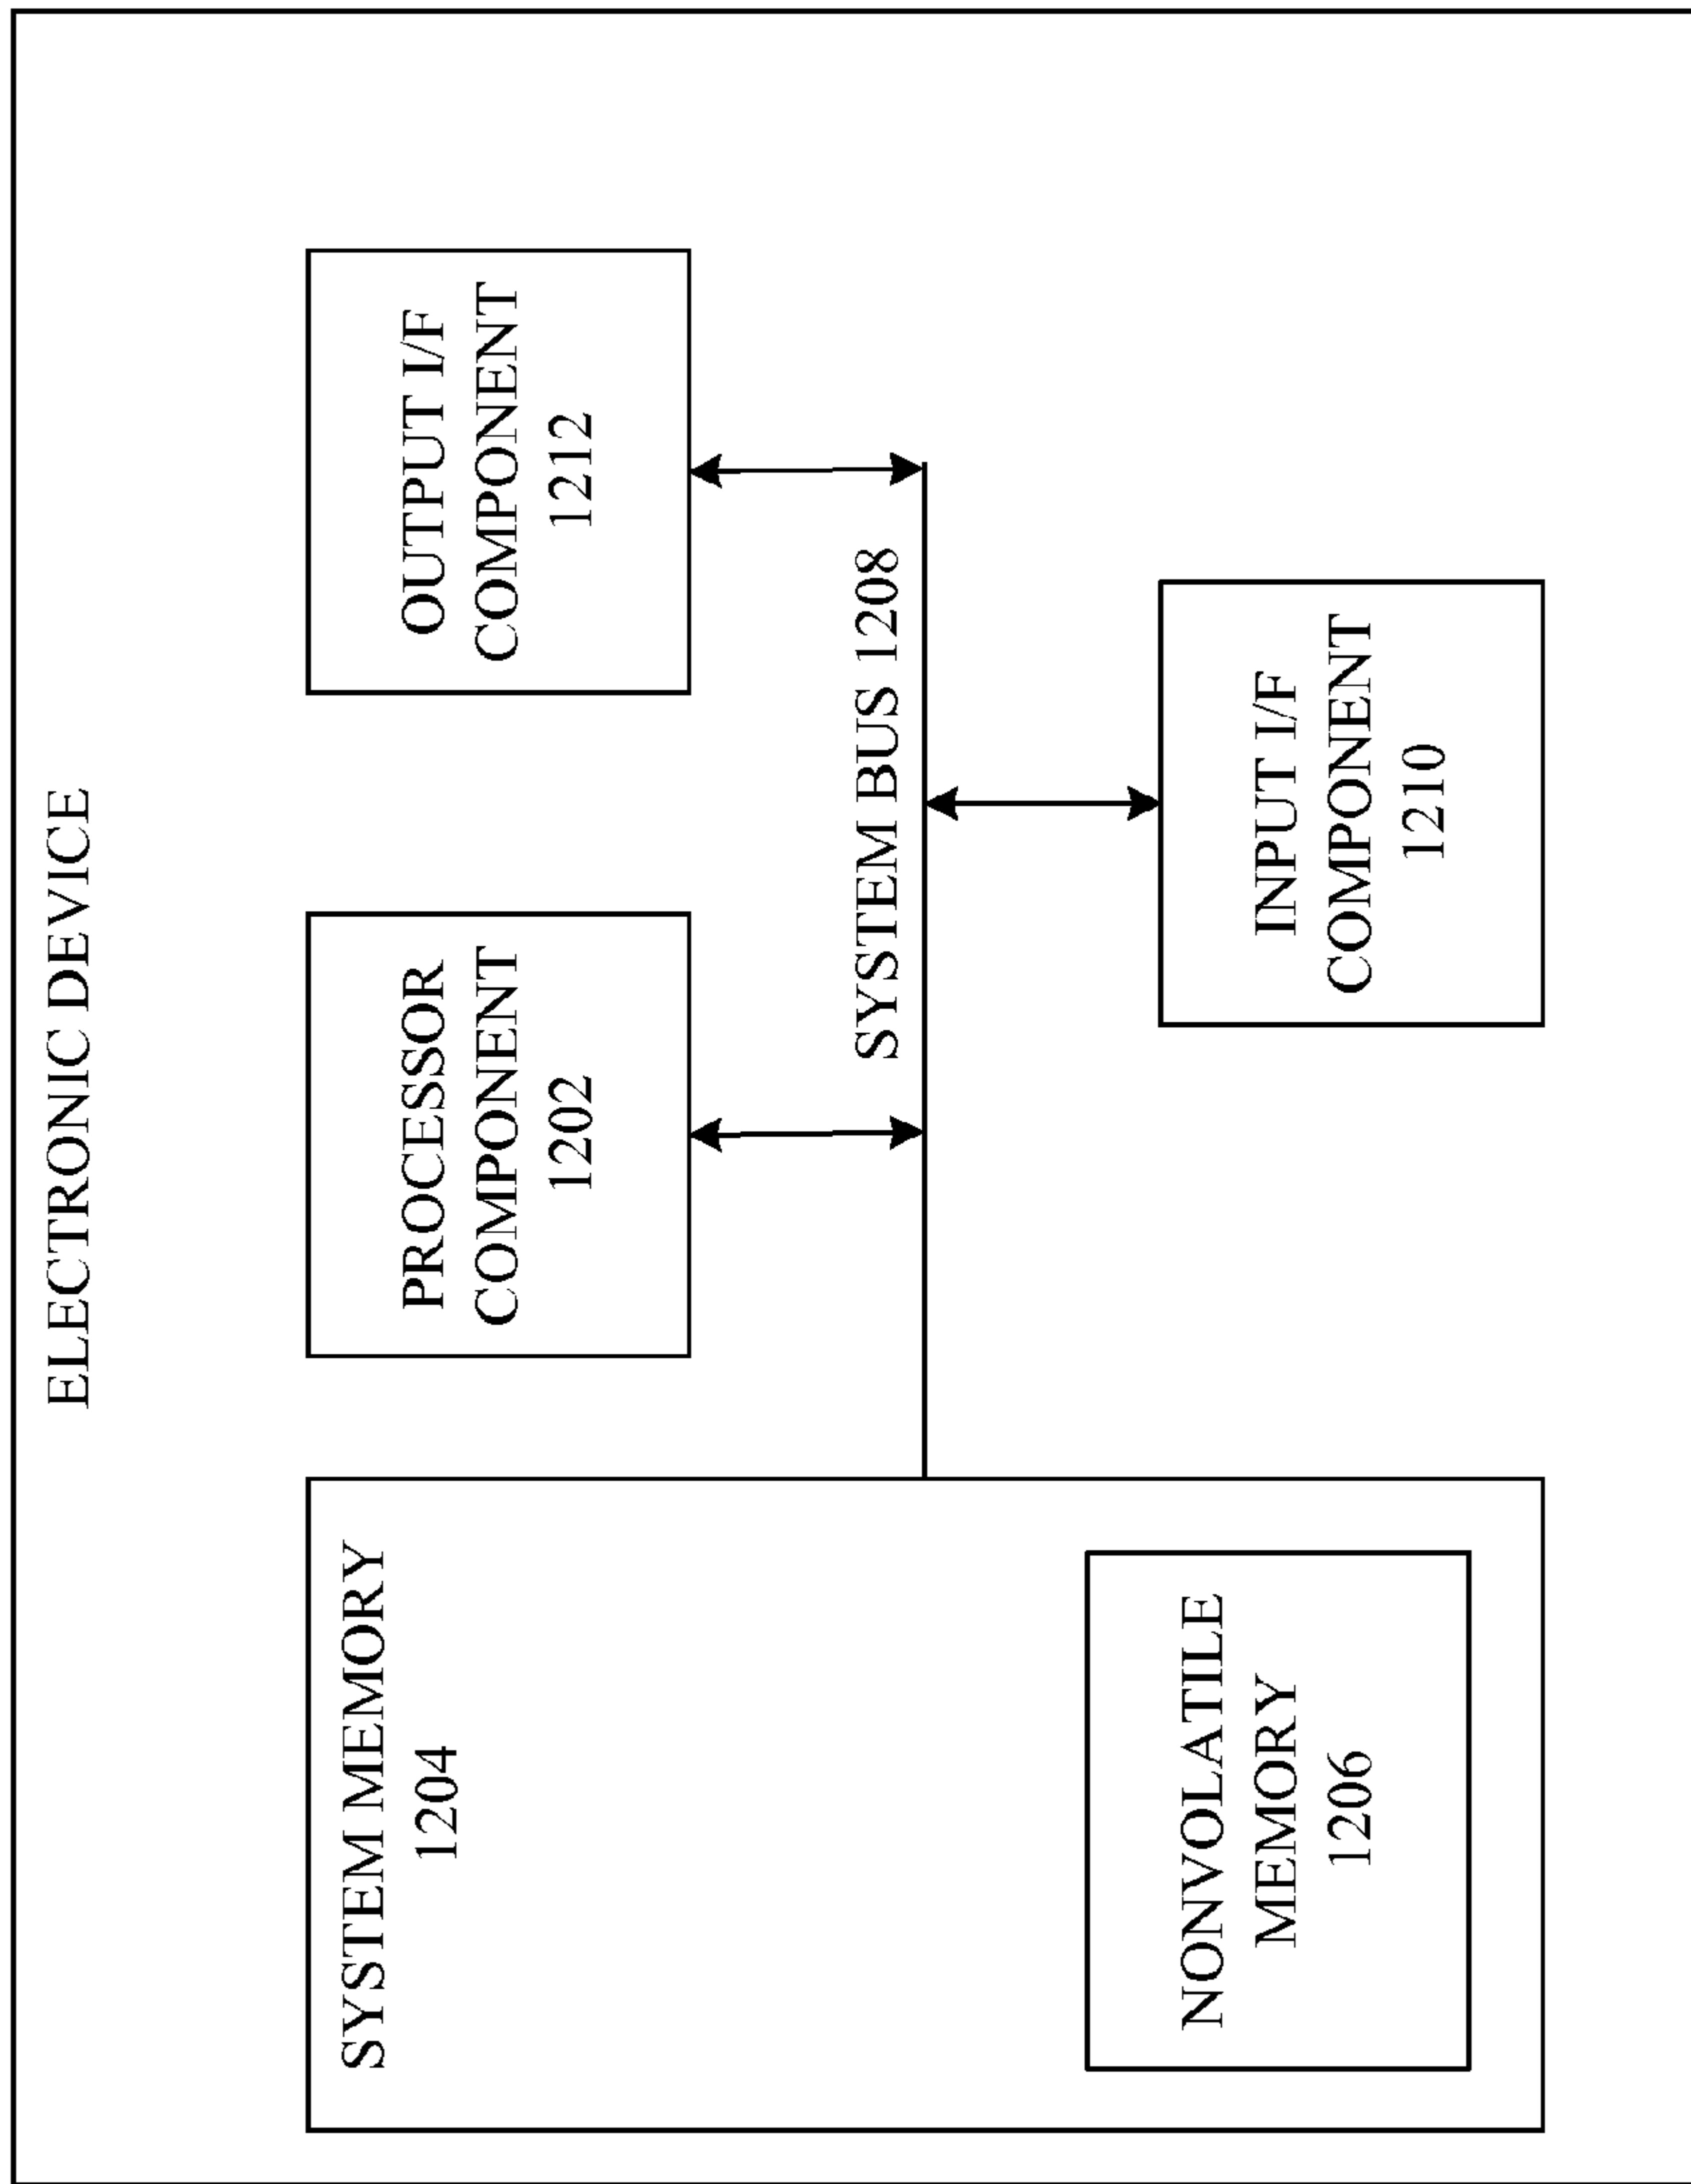 ELECTRONIC DEVICE
SYSTEM MEMORY
1204
NONVOLATILE
MEMORY
1206
PROCESSOR
COMPONENT
1202
OUTPUT I/F
COMPONENT
1212
SYSTEM BUS 1208
INPUT I/F
COMPONENT
1210